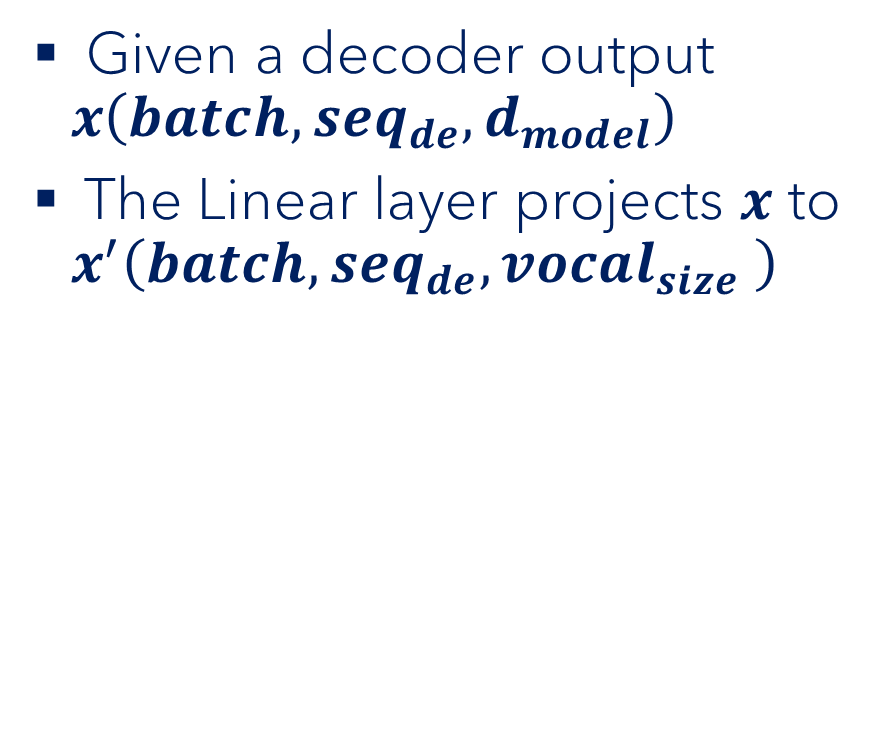 ▪ Given a decoder output
x(batch, seq_de, d_model)
▪ The Linear layer projects x to
x′(batch, seq_de, vocal_size )